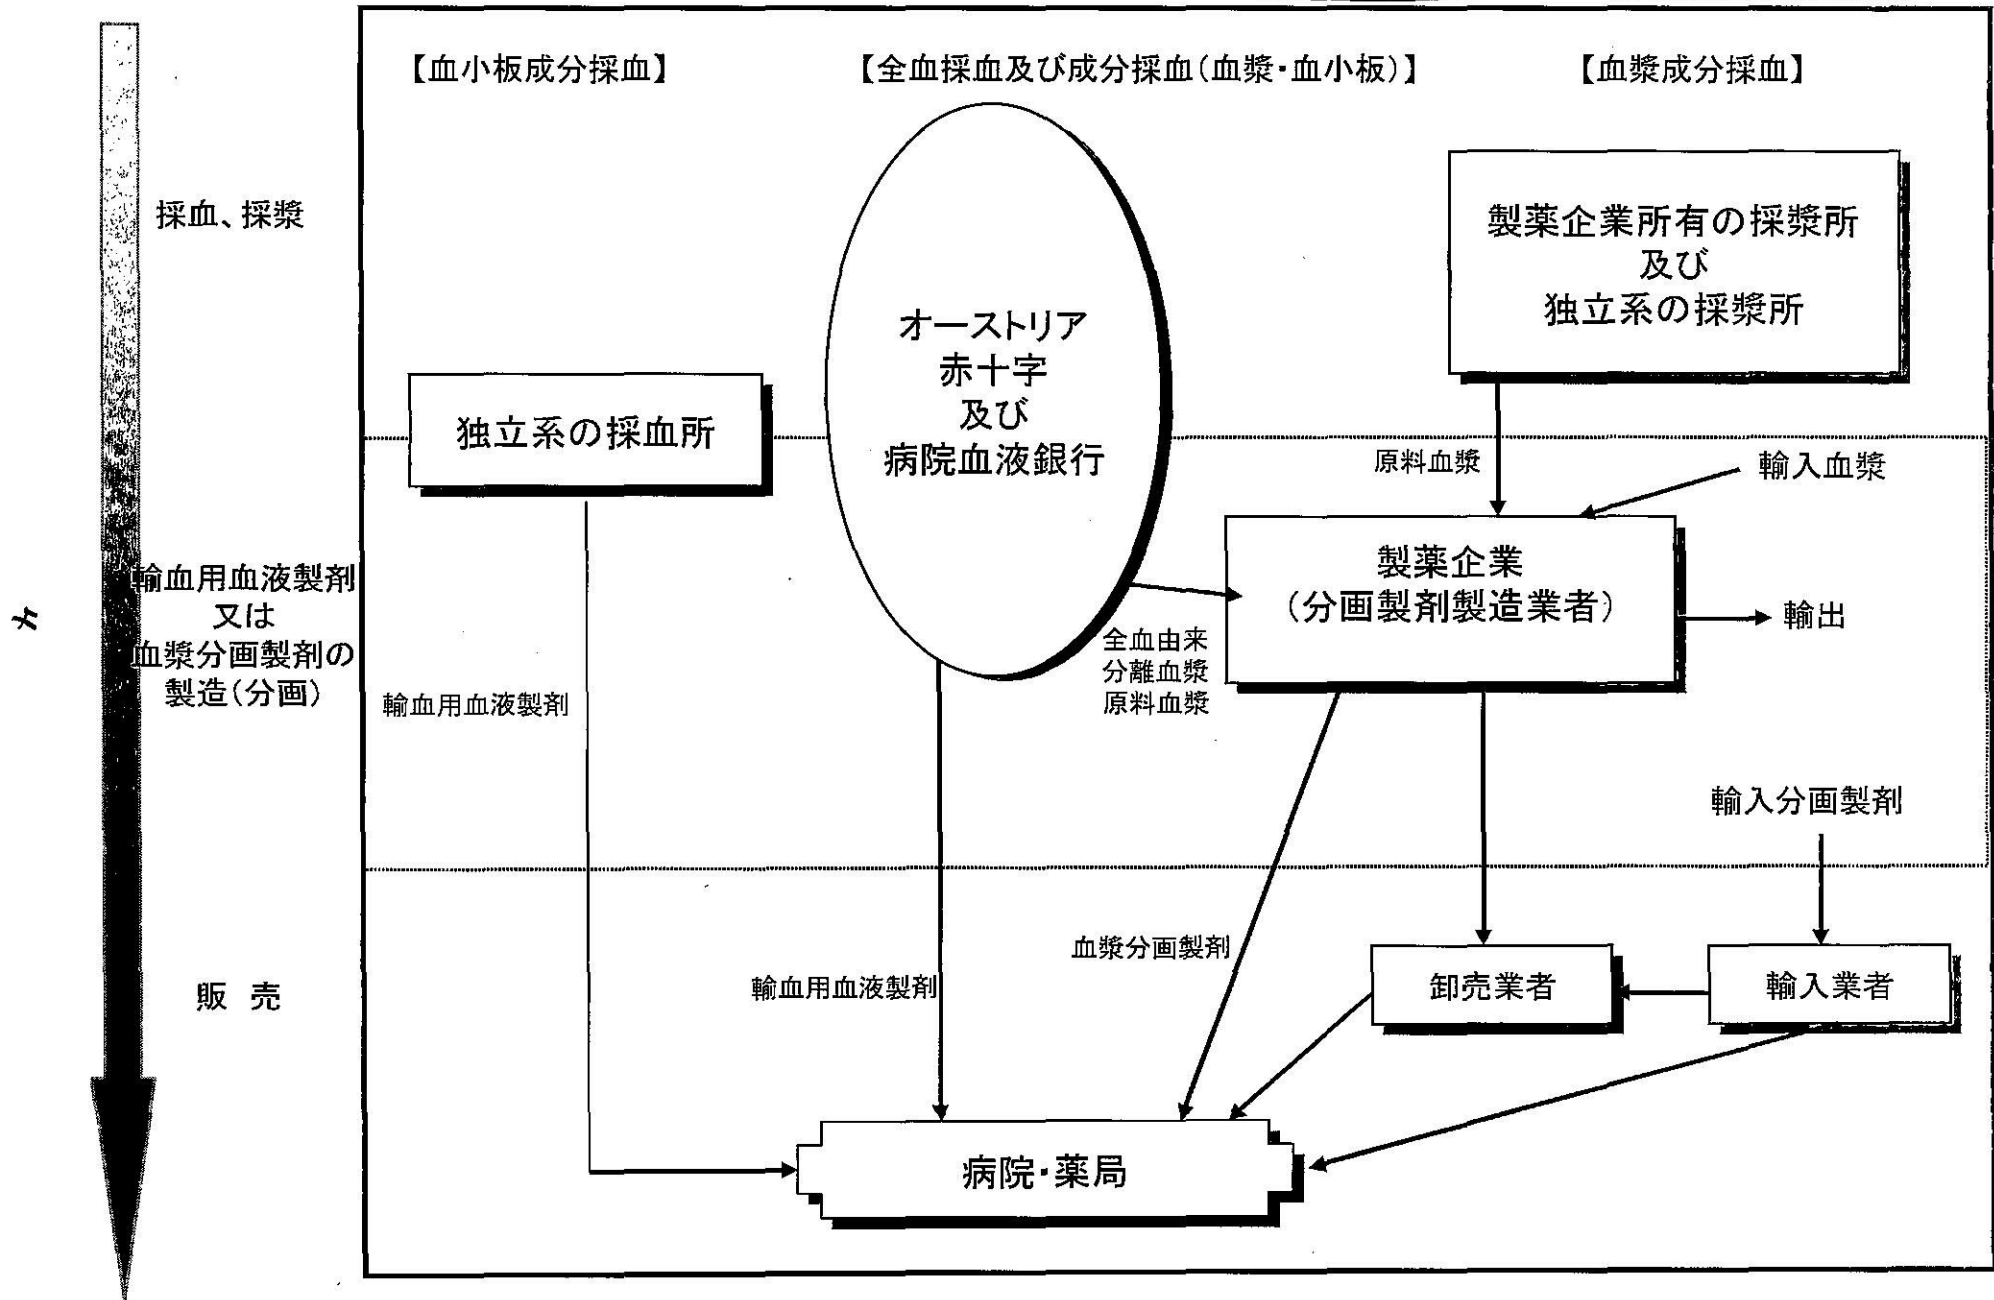 【血小板成分採血】
【全血採血及び成分採血(血漿・血小板)】
【血漿成分採血】
採血、採漿
製薬企業所有の採漿所
及び
独立系の採漿所
オーストリア
赤十字
及び
病院血液銀行
独立系の採血所
原料血漿
輸入血漿
製薬企業
(分画製剤製造業者)
輸出
輸血用血液製剤
又は
血漿分画製剤の
製造(分画)
全血由来
分離血漿
原料血漿
輸血用血液製剤
輸入分画製剤
血漿分画製剤
輸血用血液製剤
販 売
卸売業者
輸入業者
病院・薬局